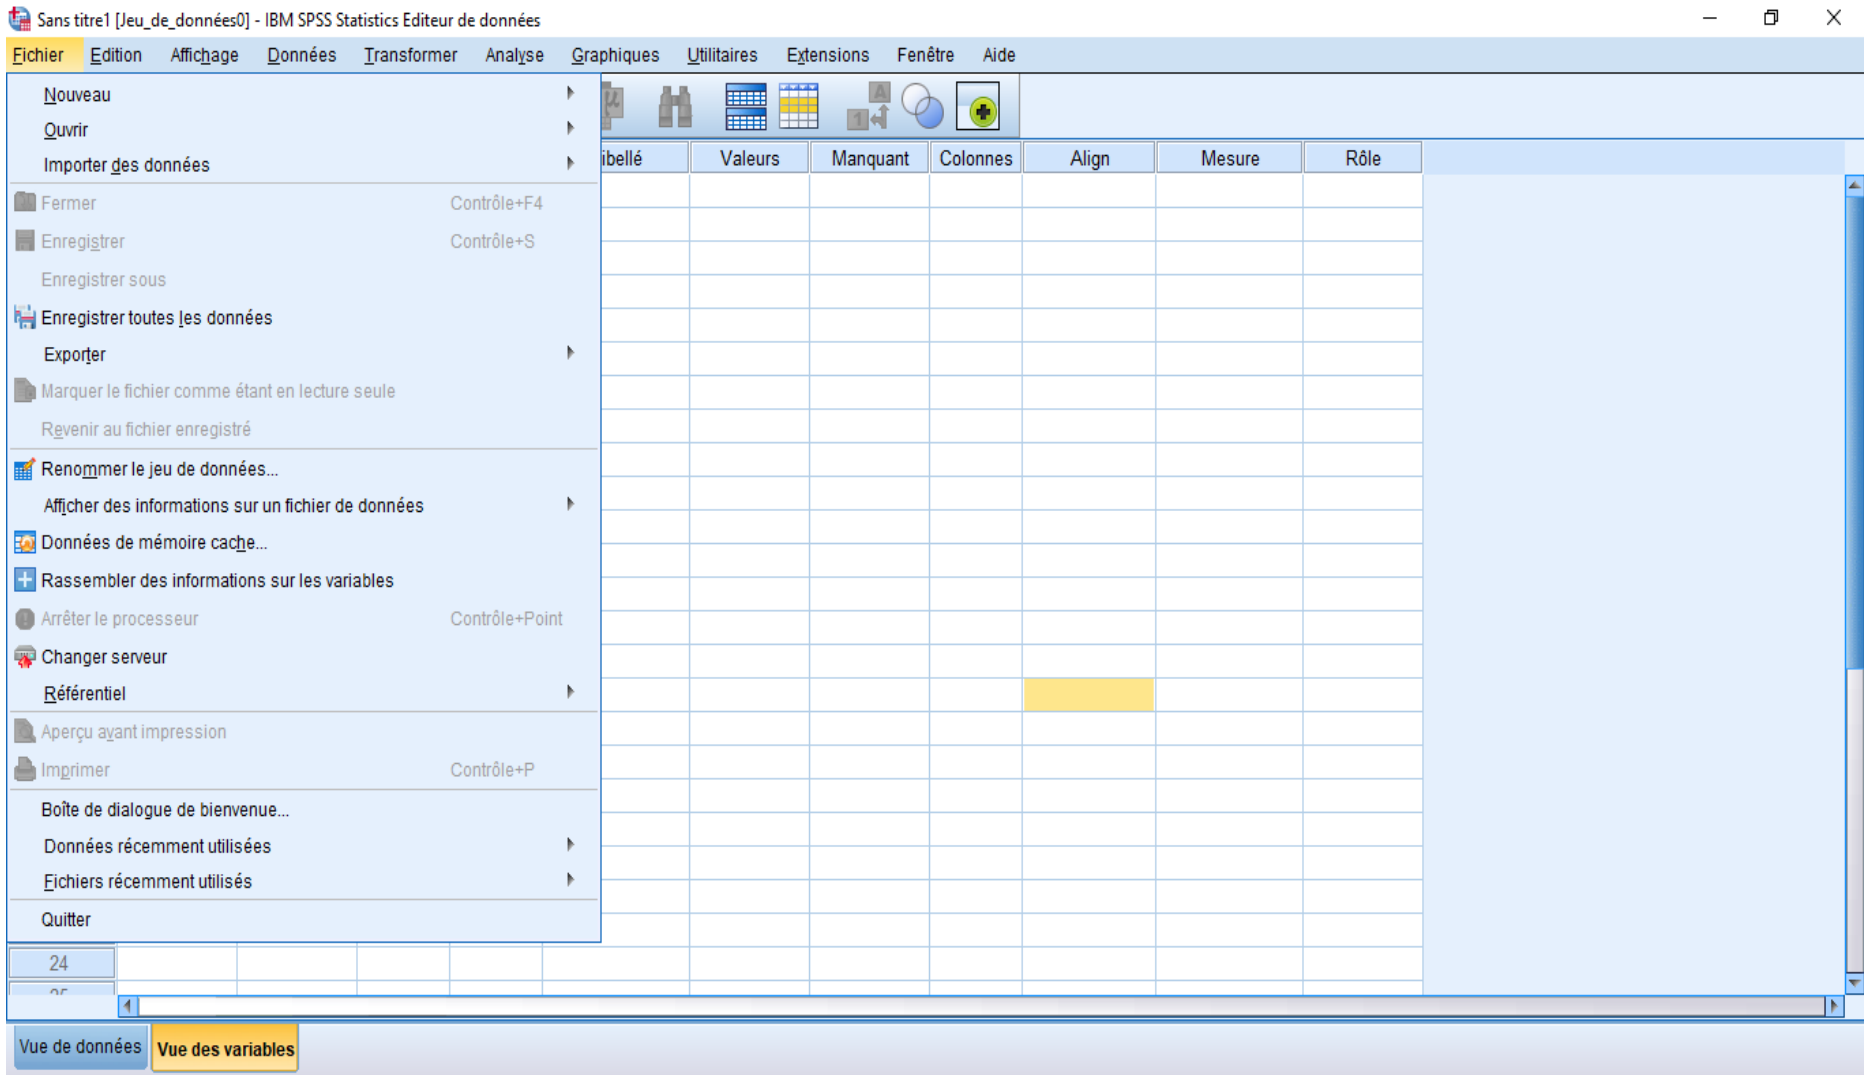 Sans titre1 [Jeu_de_données0] - IBM SPSS Statistics Editeur de données
Fichier Edition Affichage Données Transformer Analyse Graphiques Utilitaires Extensions Fenêtre Aide
Nouveau
Ouvrir
Importer des données
Fermer Contrôle+F4
Enregistrer Contrôle+S
Enregistrer sous
Enregistrer toutes les données
Exporter
Marquer le fichier comme étant en lecture seule
Revenir au fichier enregistré
Renommer le jeu de données...
Afficher des informations sur un fichier de données
Données de mémoire cache...
Rassembler des informations sur les variables
Arrêter le processeur Contrôle+Point
Changer serveur
Référentiel
Aperçu avant impression
Imprimer Contrôle+P
Boîte de dialogue de bienvenue...
Données récemment utilisées
Fichiers récemment utilisés
Quitter
µ A 1
ibellé Valeurs Manquant Colonnes Align Mesure Rôle
24
Vue de données Vue des variables